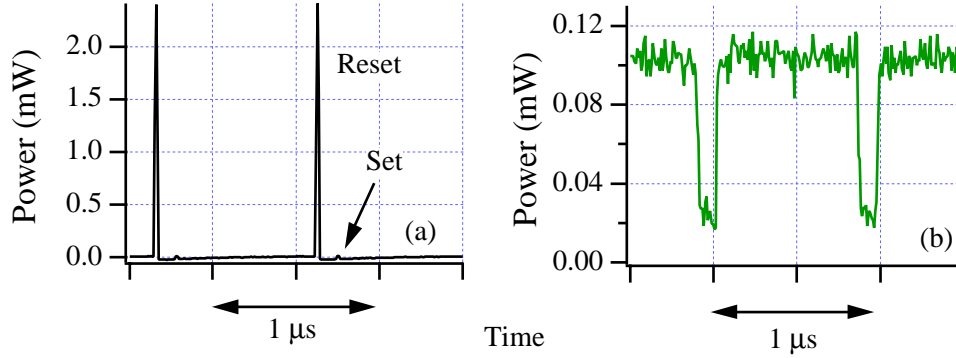 Power (mW)
2.0
1.5
1.0
0.5
0.0
Reset
Set
(a)
1 μs
Time
Power (mW)
0.12
0.08
0.04
0.00
(b)
1 μs